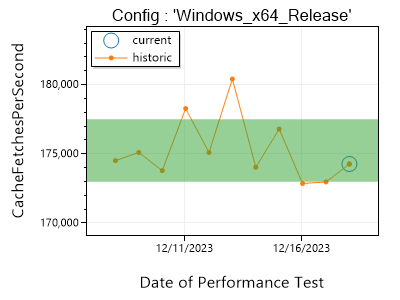 Config : 'Windows_x64_Release'
current
historic
CacheFetchesPerSecond
180,000
175,000
170,000
12/11/2023
12/16/2023
Date of Performance Test